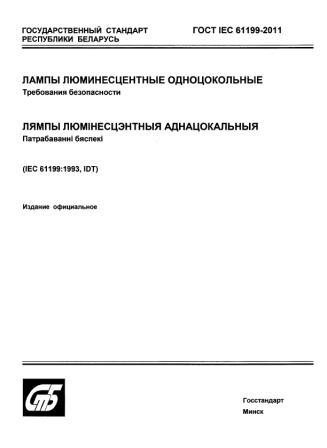 ГОСУДАРСТВЕННЫЙ СТАНДАРТ
РЕСПУБЛИКИ БЕЛАРУСЬ
ГОСТ IEC 61199-2011
ЛАМПЫ ЛЮМИНЕСЦЕНТНЫЕ ОДНОЦОКОЛЬНЫЕ
Требования безопасности
ЛЯМПЫ ЛЮМІНЕСЦЭНТНЫЯ АДНАЦОКАЛЬНЫЯ
Патрабаванні бяспекі
(IEC 61199:1993, IDT)
Издание официальное
СТБ
Госстандарт
Минск